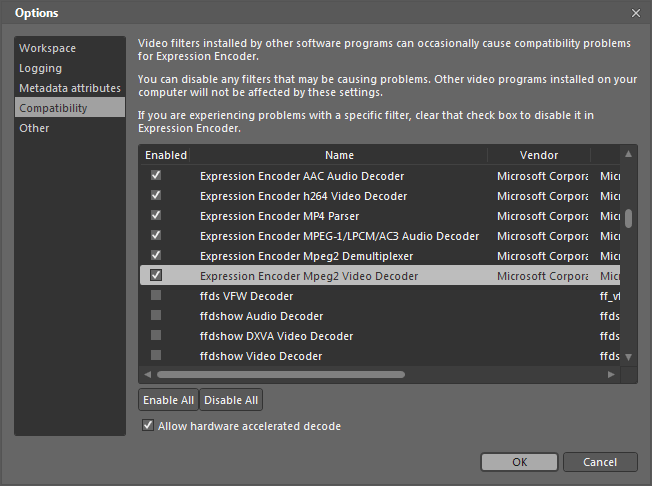 Options
Workspace
Logging
Metadata attributes
Compatibility
Other
Video filters installed by other software programs can occasionally cause compatibility problems
for Expression Encoder.
You can disable any filters that may be causing problems. Other video programs installed on your
computer will not be affected by these settings.
If you are experiencing problems with a specific filter, clear that check box to disable it in
Expression Encoder.
Enabled Name Vendor
Expression Encoder AAC Audio Decoder Microsoft Corpora Micr
Expression Encoder h264 Video Decoder Microsoft Corpora Micr
Expression Encoder MP4 Parser Microsoft Corpora Micr
Expression Encoder MPEG-1/LPCM/AC3 Audio Decoder Microsoft Corpora Micr
Expression Encoder Mpeg2 Demultiplexer Microsoft Corpora Micr
Expression Encoder Mpeg2 Video Decoder Microsoft Corpora Micr
ffds VFW Decoder ff_vf
ffdshow Audio Decoder ffds
ffdshow DXVA Video Decoder ffds
ffdshow Video Decoder ffds
Enable All Disable All
Allow hardware accelerated decode
OK Cancel